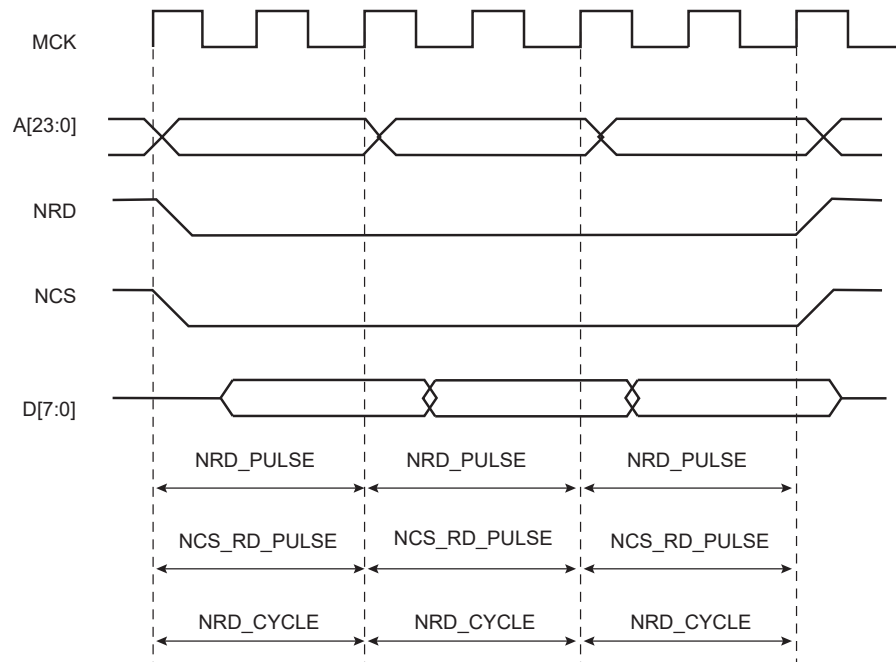 MCK
A[23:0]
NRD
NCS
D[7:0]
NRD_PULSE NRD_PULSE NRD_PULSE
NCS_RD_PULSE NCS_RD_PULSE NCS_RD_PULSE
NRD_CYCLE NRD_CYCLE NRD_CYCLE